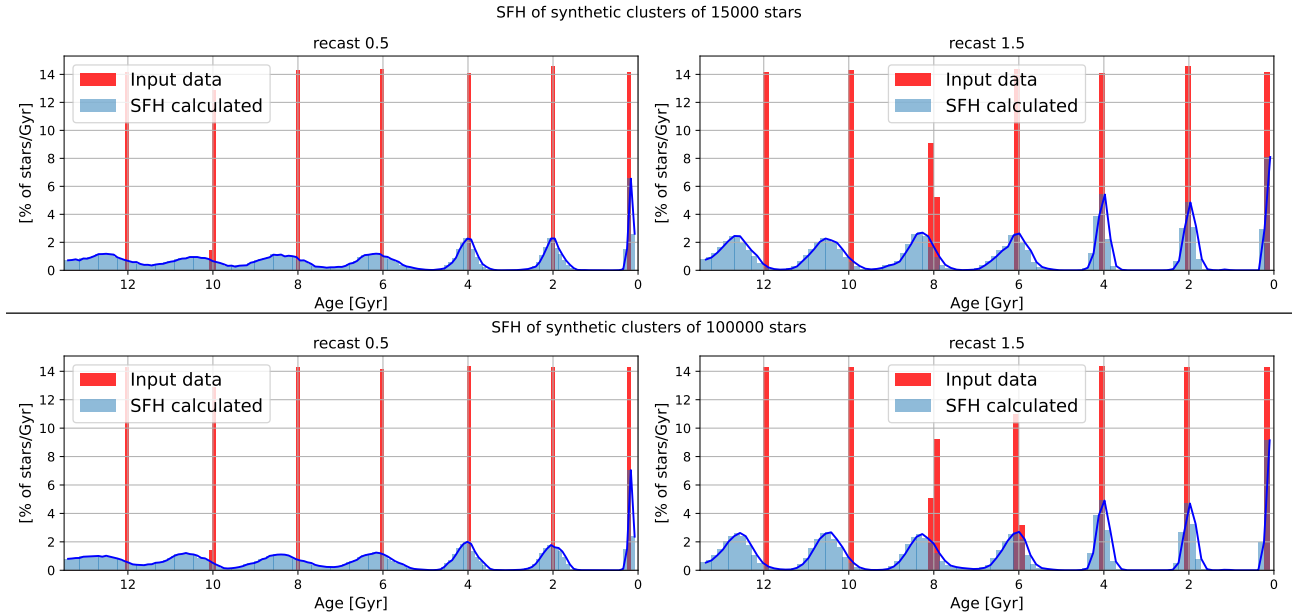 SFH of synthetic clusters of 15000 stars
recast 0.5
[% of stars/Gyr]
14
12
10
8
6
4
2
0
Input data
SFH calculated
12 10 8 6 4 2 0
Age [Gyr]
recast 1.5
[% of stars/Gyr]
14
12
10
8
6
4
2
0
Input data
SFH calculated
12 10 8 6 4 2 0
Age [Gyr]
SFH of synthetic clusters of 100000 stars
recast 0.5
[% of stars/Gyr]
14
12
10
8
6
4
2
0
Input data
SFH calculated
12 10 8 6 4 2 0
Age [Gyr]
recast 1.5
[% of stars/Gyr]
14
12
10
8
6
4
2
0
Input data
SFH calculated
12 10 8 6 4 2 0
Age [Gyr]